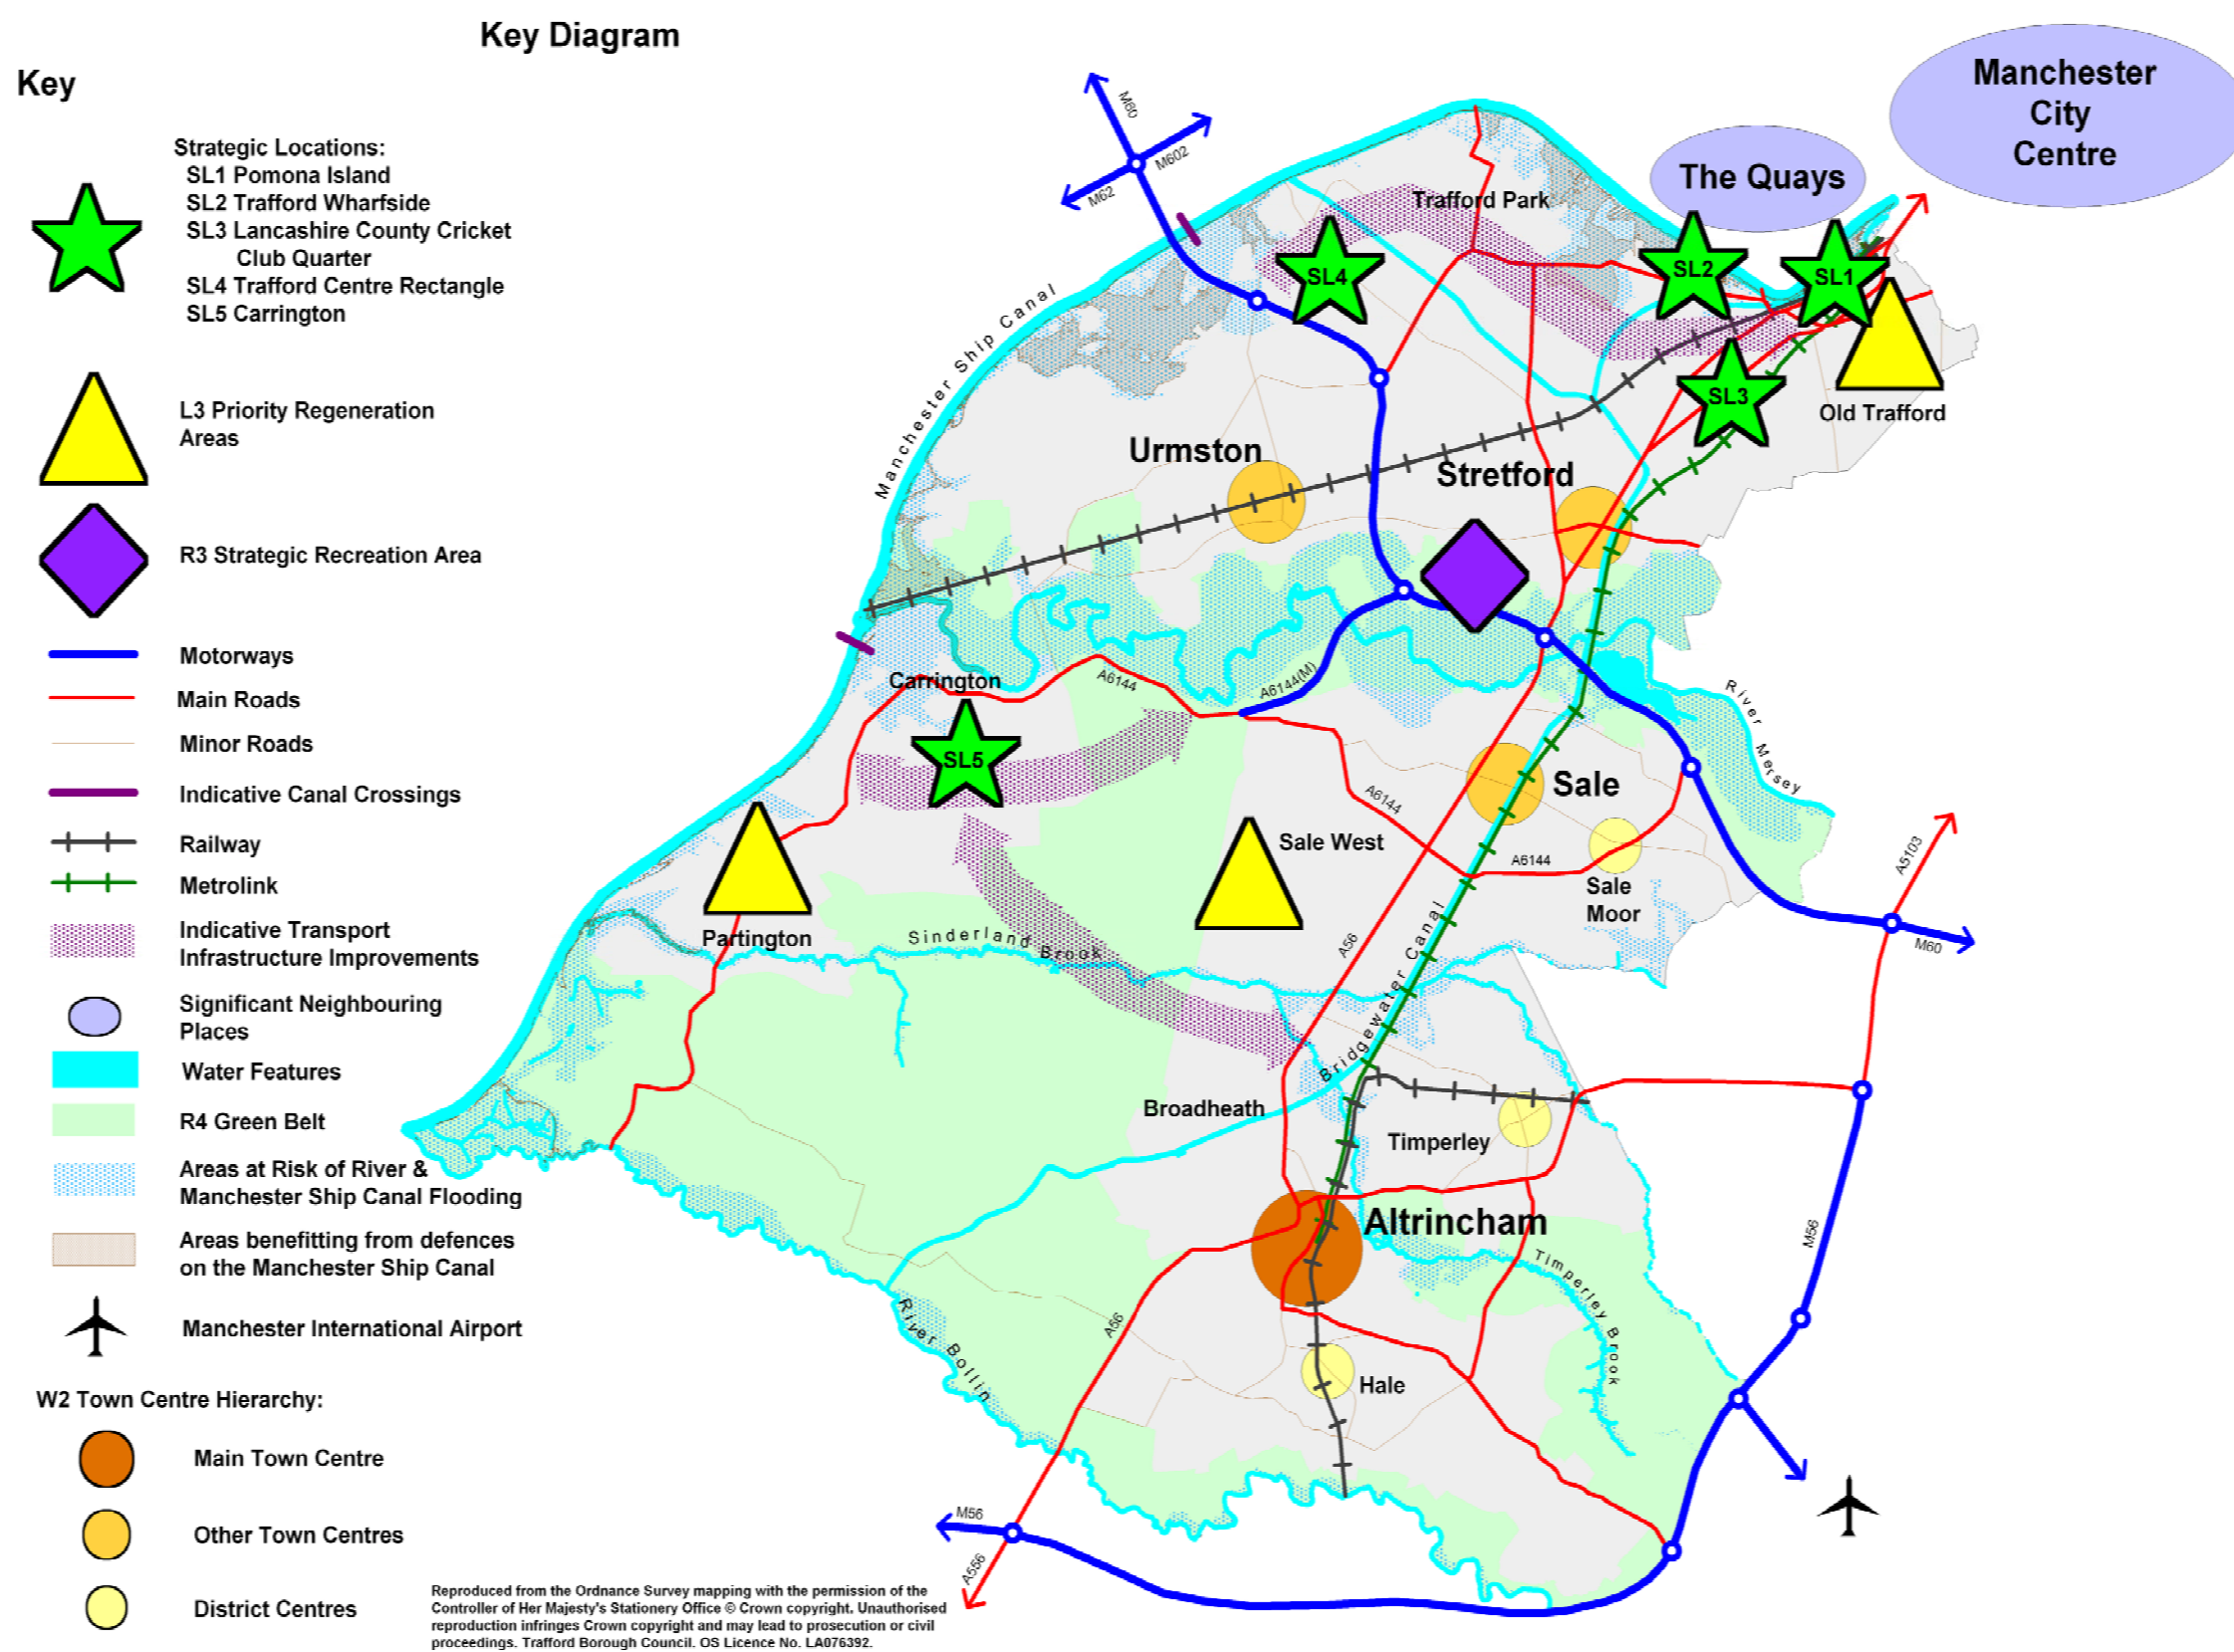 Key Diagram
Key
Strategic Locations:
SL1 Pomona Island
SL2 Trafford Wharfside
SL3 Lancashire County Cricket
Club Quarter
SL4 Trafford Centre Rectangle
SL5 Carrington
L3 Priority Regeneration
Areas
R3 Strategic Recreation Area
Motorways
Main Roads
Minor Roads
Indicative Canal Crossings
Railway
Metrolink
Indicative Transport
Infrastructure Improvements
Significant Neighbouring
Places
Water Features
R4 Green Belt
Areas at Risk of River &
Manchester Ship Canal Flooding
Areas benefitting from defences
on the Manchester Ship Canal
Manchester International Airport
W2 Town Centre Hierarchy:
Main Town Centre
Other Town Centres
District Centres
Reproduced from the Ordnance Survey mapping with the permission of the
Controller of Her Majesty's Stationery Office © Crown copyright. Unauthorised
reproduction infringes Crown copyright and may lead to prosecution or civil
proceedings. Trafford Borough Council. OS Licence No. LA076392.
Manchester
City
Centre
The Quays
M60
M602
M62
Trafford Park
SL4
SL2
SL1
SL3
Old Trafford
Manchester Ship Canal
Urmston
Stretford
Carrington
A6144
A6144(M)
River Mersey
SL5
Sale
A6144
Sale West
A6144
Sale
Moor
A5103
M60
Partington
Sinderland Brook
A56
Bridgewater Canal
Broadheath
Timperley
Altrincham
M56
Timperley Brook
River Bollin
A56
Hale
M56
A556